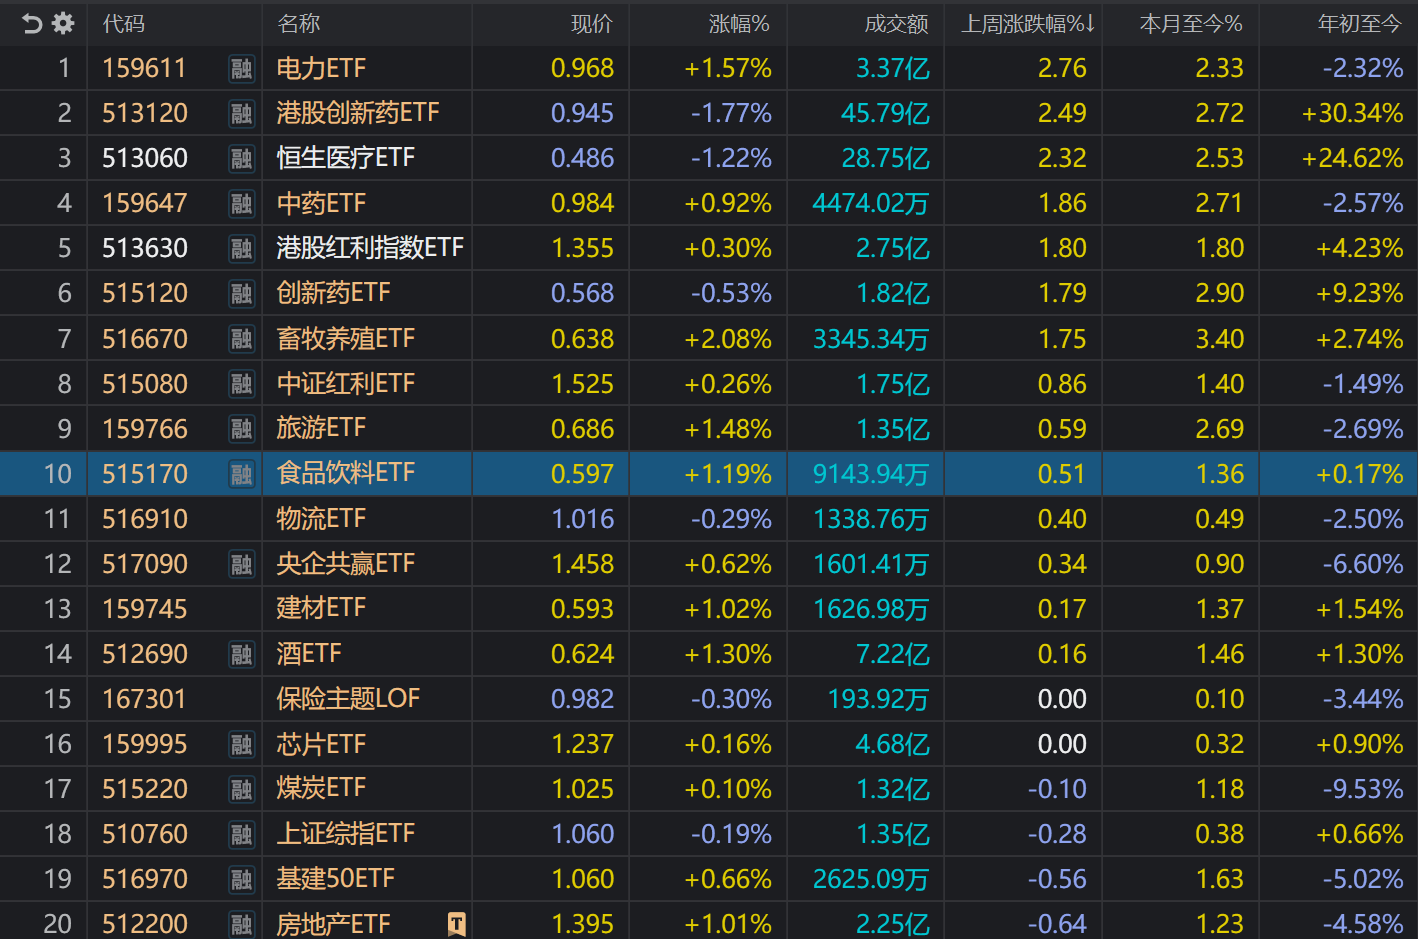 代码 名称 现价 涨幅% 成交额 上周涨跌幅%↓ 本月至今% 年初至今
1 159611 融 电力ETF 0.968 +1.57% 3.37亿 2.76 2.33 -2.32%
2 513120 融 港股创新药ETF 0.945 -1.77% 45.79亿 2.49 2.72 +30.34%
3 513060 融 恒生医疗ETF 0.486 -1.22% 28.75亿 2.32 2.53 +24.62%
4 159647 融 中药ETF 0.984 +0.92% 4474.02万 1.86 2.71 -2.57%
5 513630 融 港股红利指数ETF 1.355 +0.30% 2.75亿 1.80 1.80 +4.23%
6 515120 融 创新药ETF 0.568 -0.53% 1.82亿 1.79 2.90 +9.23%
7 516670 融 畜牧养殖ETF 0.638 +2.08% 3345.34万 1.75 3.40 +2.74%
8 515080 融 中证红利ETF 1.525 +0.26% 1.75亿 0.86 1.40 -1.49%
9 159766 融 旅游ETF 0.686 +1.48% 1.35亿 0.59 2.69 -2.69%
10 515170 融 食品饮料ETF 0.597 +1.19% 9143.94万 0.51 1.36 +0.17%
11 516910 物流ETF 1.016 -0.29% 1338.76万 0.40 0.49 -2.50%
12 517090 融 央企共赢ETF 1.458 +0.62% 1601.41万 0.34 0.90 -6.60%
13 159745 建材ETF 0.593 +1.02% 1626.98万 0.17 1.37 +1.54%
14 512690 融 酒ETF 0.624 +1.30% 7.22亿 0.16 1.46 +1.30%
15 167301 保险主题LOF 0.982 -0.30% 193.92万 0.00 0.10 -3.44%
16 159995 融 芯片ETF 1.237 +0.16% 4.68亿 0.00 0.32 +0.90%
17 515220 融 煤炭ETF 1.025 +0.10% 1.32亿 -0.10 1.18 -9.53%
18 510760 融 上证综指ETF 1.060 -0.19% 1.35亿 -0.28 0.38 +0.66%
19 516970 融 基建50ETF 1.060 +0.66% 2625.09万 -0.56 1.63 -5.02%
20 512200 融 房地产ETF T 1.395 +1.01% 2.25亿 -0.64 1.23 -4.58%